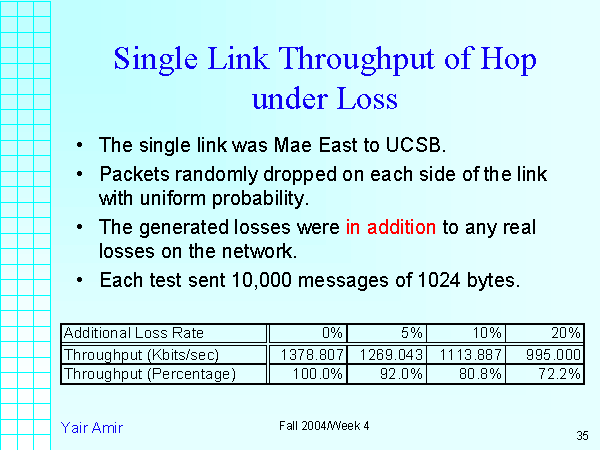 Single Link Throughput of Hop
under Loss
• The single link was Mae East to UCSB.
• Packets randomly dropped on each side of the link
with uniform probability.
• The generated losses were in addition to any real
losses on the network.
• Each test sent 10,000 messages of 1024 bytes.
Additional Loss Rate 0% 5% 10% 20%
Throughput (Kbits/sec) 1378.807 1269.043 1113.887 995.000
Throughput (Percentage) 100.0% 92.0% 80.8% 72.2%
Yair Amir Fall 2004/Week 4 35